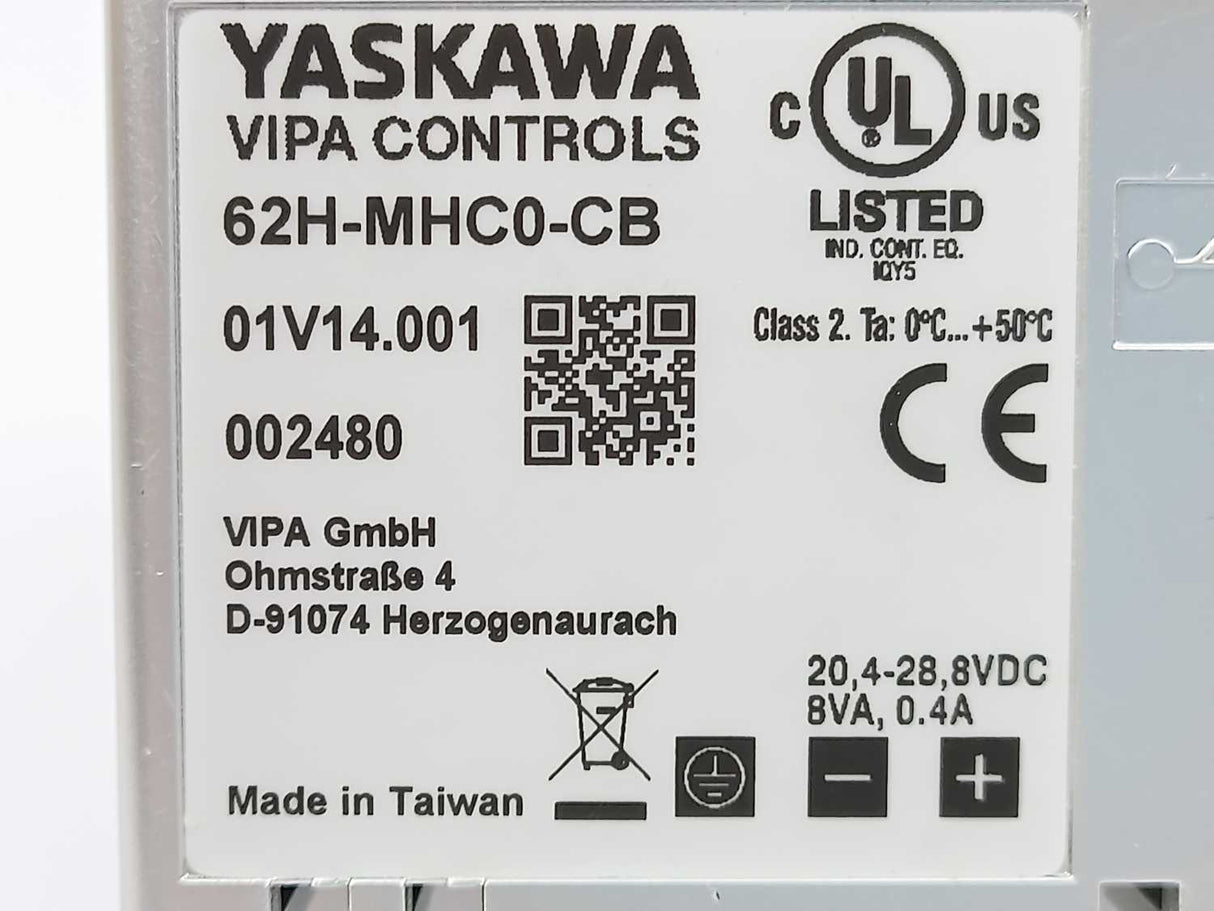 YASKAWA
VIPA CONTROLS
62H-MHC0-CB
01V14.001
002480
C UL® US
LISTED
IND. CONT. EQ.
1QY5
Class 2. Ta: 0°C...+50°C
CE
VIPA GmbH
Ohmstraße 4
D-91074 Herzogenaurach
20,4-28,8VDC
8VA, 0.4A
− +
Made in Taiwan